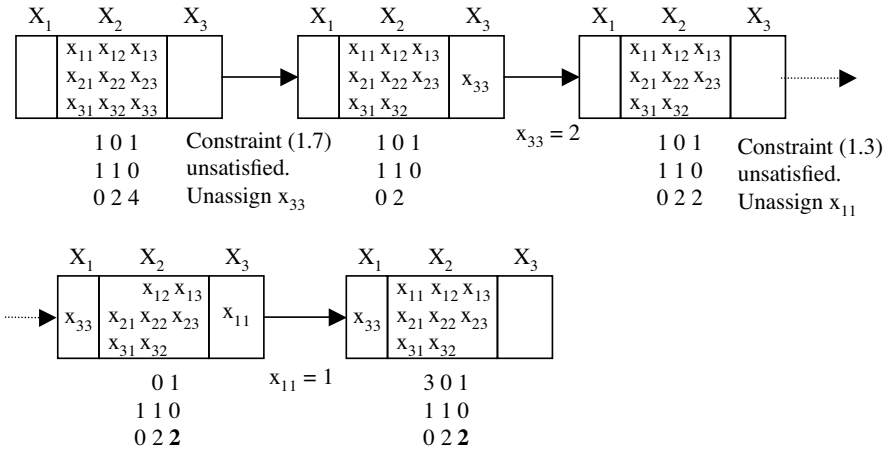 X1 X2 X3 X1 X2 X3 X1 X2 X3
x11 x12 x13 x11 x12 x13 x11 x12 x13
x21 x22 x23 x21 x22 x23 x33 x21 x22 x23
x31 x32 x33 x31 x32 x31 x32
1 0 1 Constraint (1.7) 1 0 1 x33 = 2 1 0 1 Constraint (1.3)
1 1 0 unsatisfied. 1 1 0 1 1 0 unsatisfied.
0 2 4 Unassign x33 0 2 0 2 2 Unassign x11
X1 X2 X3 X1 X2 X3
x12 x13 x11 x12 x13
x33 x21 x22 x23 x11 x33 x21 x22 x23
x31 x32 x31 x32
0 1 x11 = 1 3 0 1
1 1 0 1 1 0
0 2 2 0 2 2